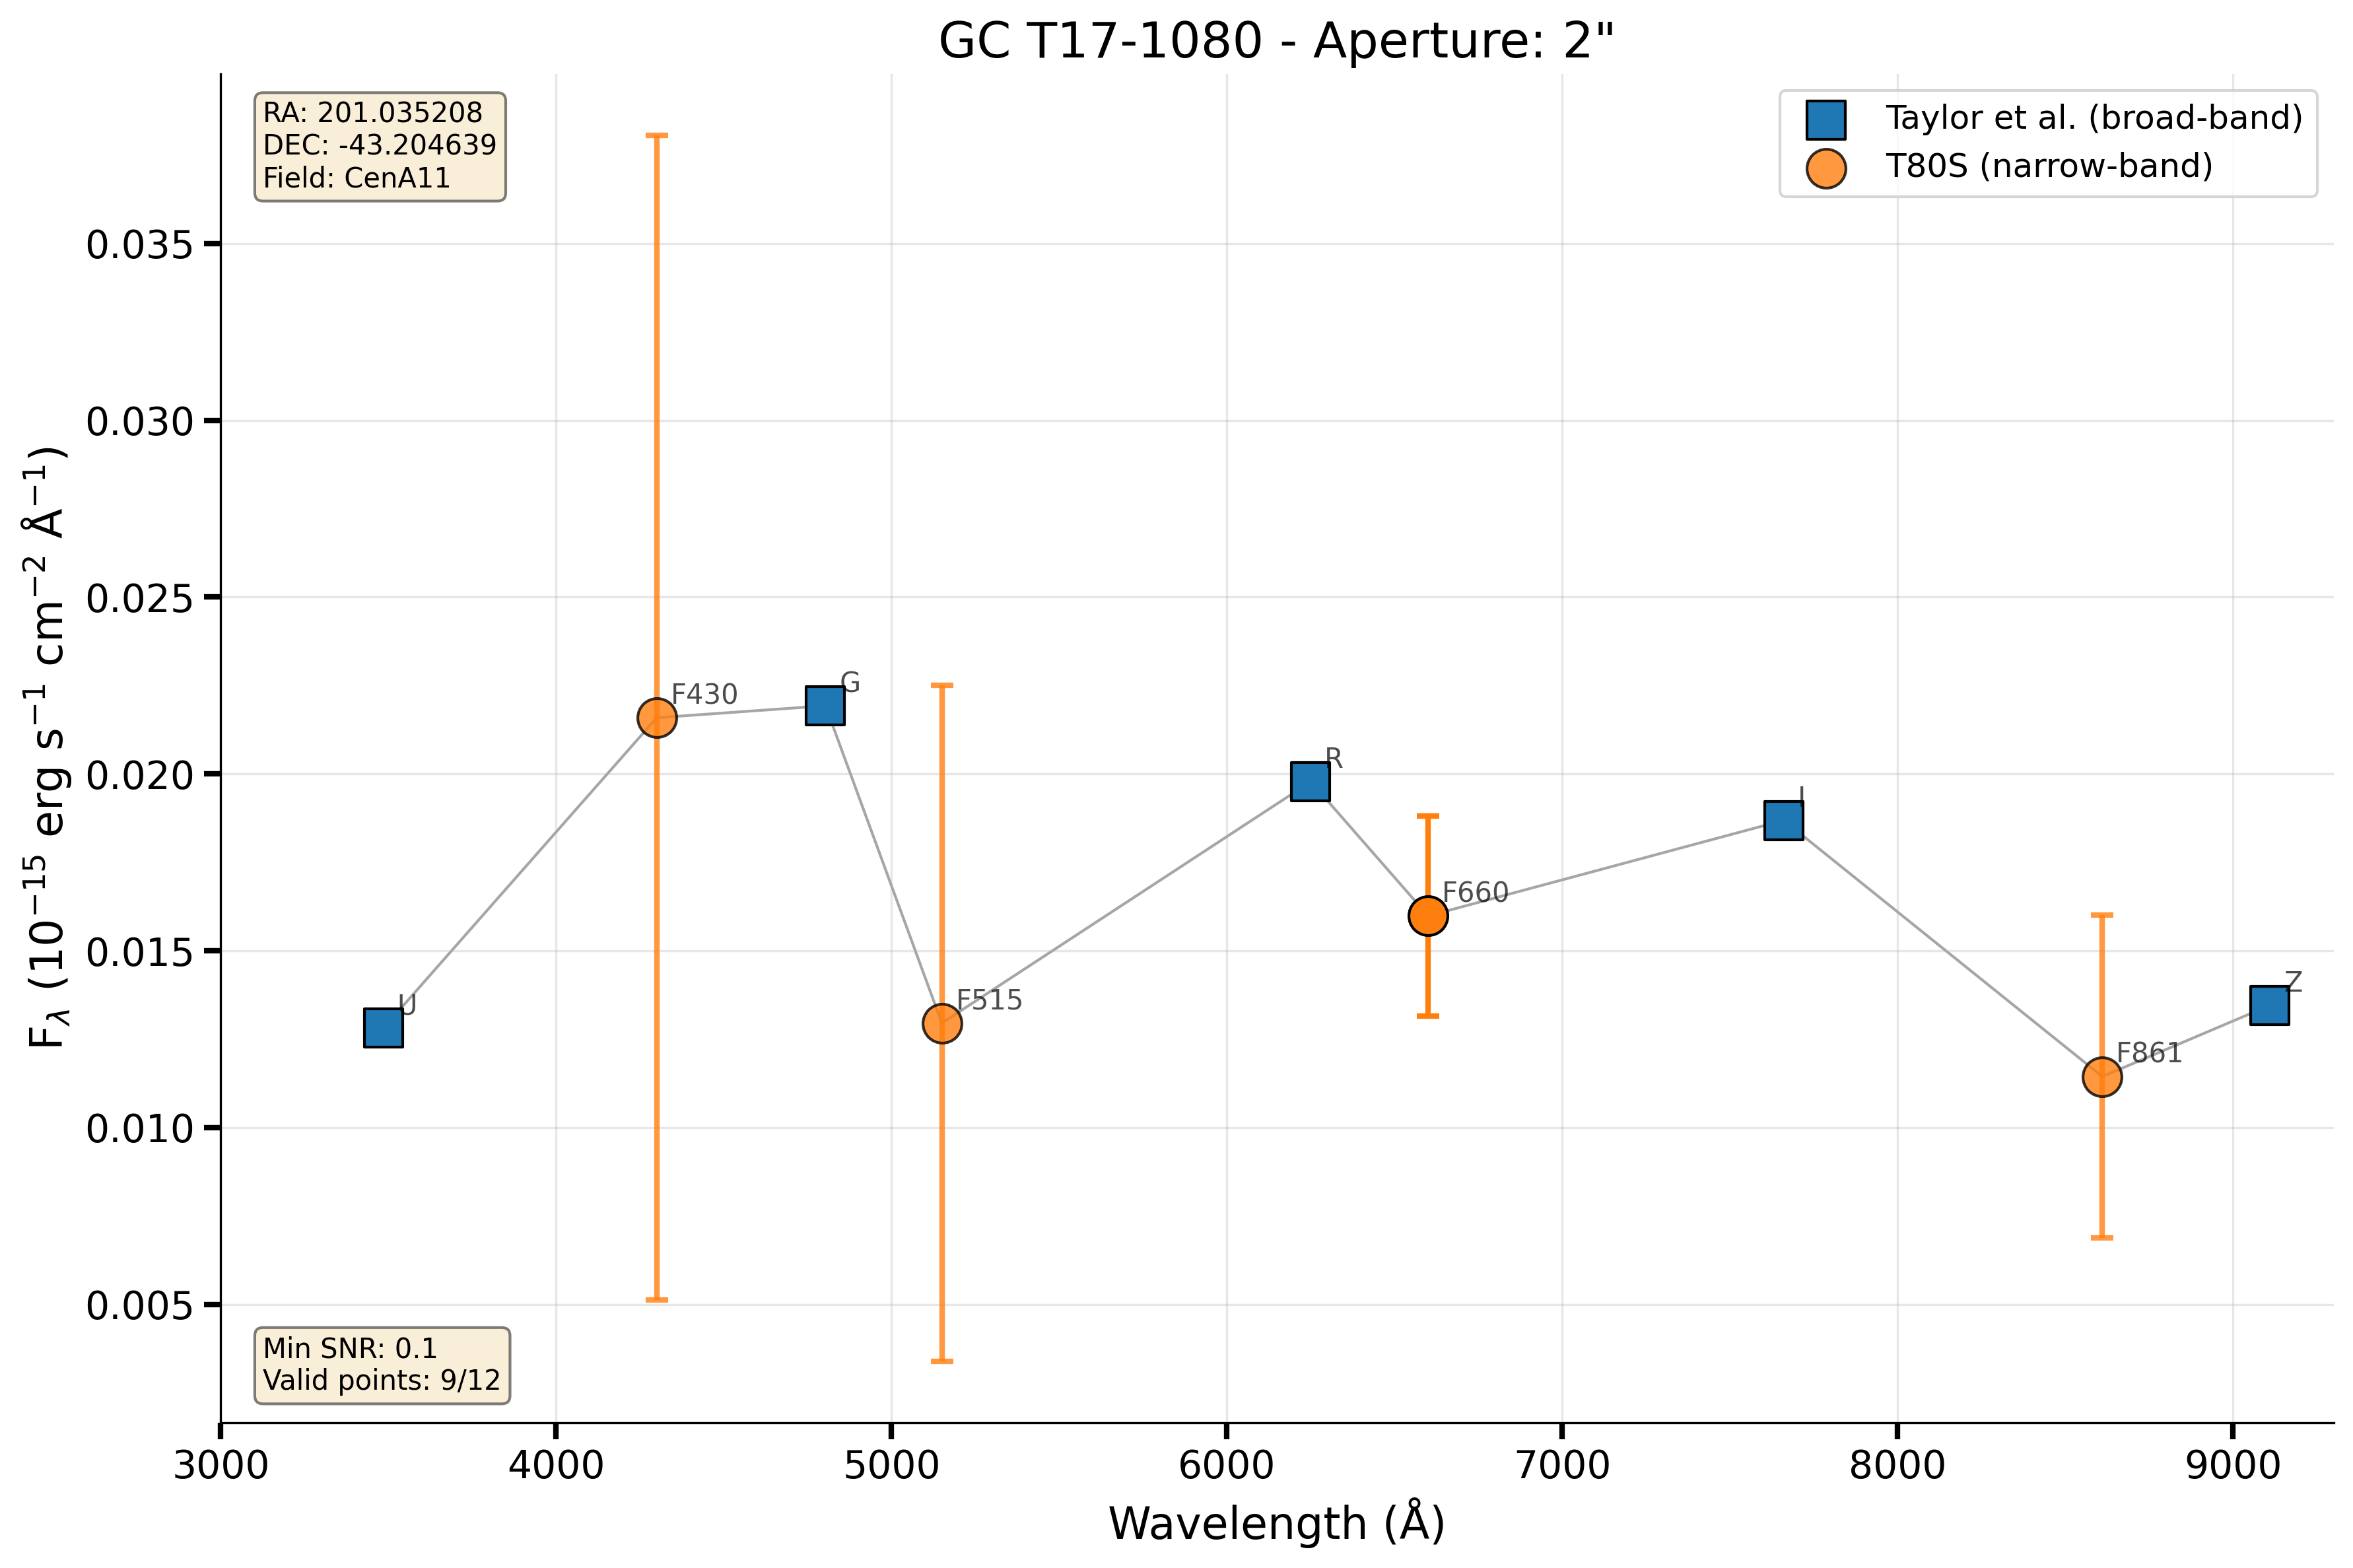 GC T17-1080 - Aperture: 2"
RA: 201.035208
DEC: -43.204639
Field: CenA11
Taylor et al. (broad-band)
T80S (narrow-band)
F$_{\lambda}$ (10$^{-15}$ erg s$^{-1}$ cm$^{-2}$ Å$^{-1}$)
0.035
0.030
0.025
0.020
0.015
0.010
0.005
U
F430
G
F515
R
F660
I
F861
Z
Min SNR: 0.1
Valid points: 9/12
3000 4000 5000 6000 7000 8000 9000
Wavelength (Å)